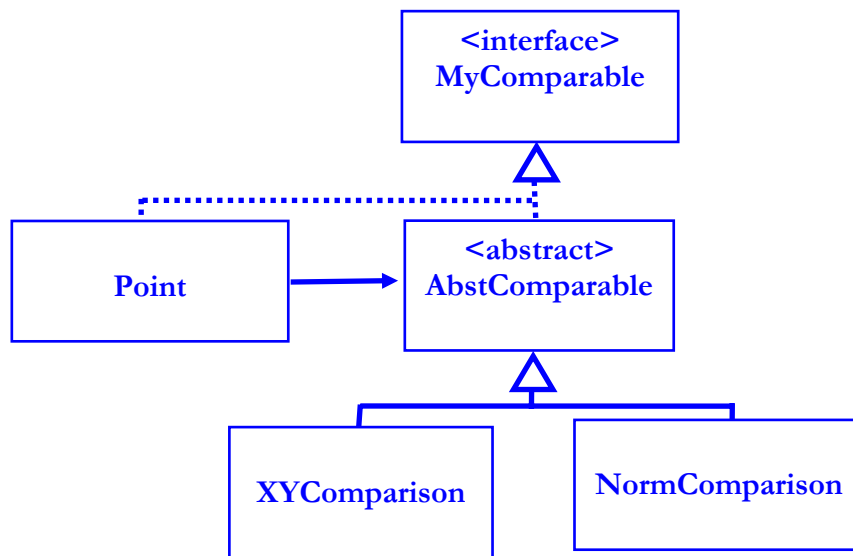 <interface>
MyComparable
Point
<abstract>
AbstComparable
XYComparison
NormComparison